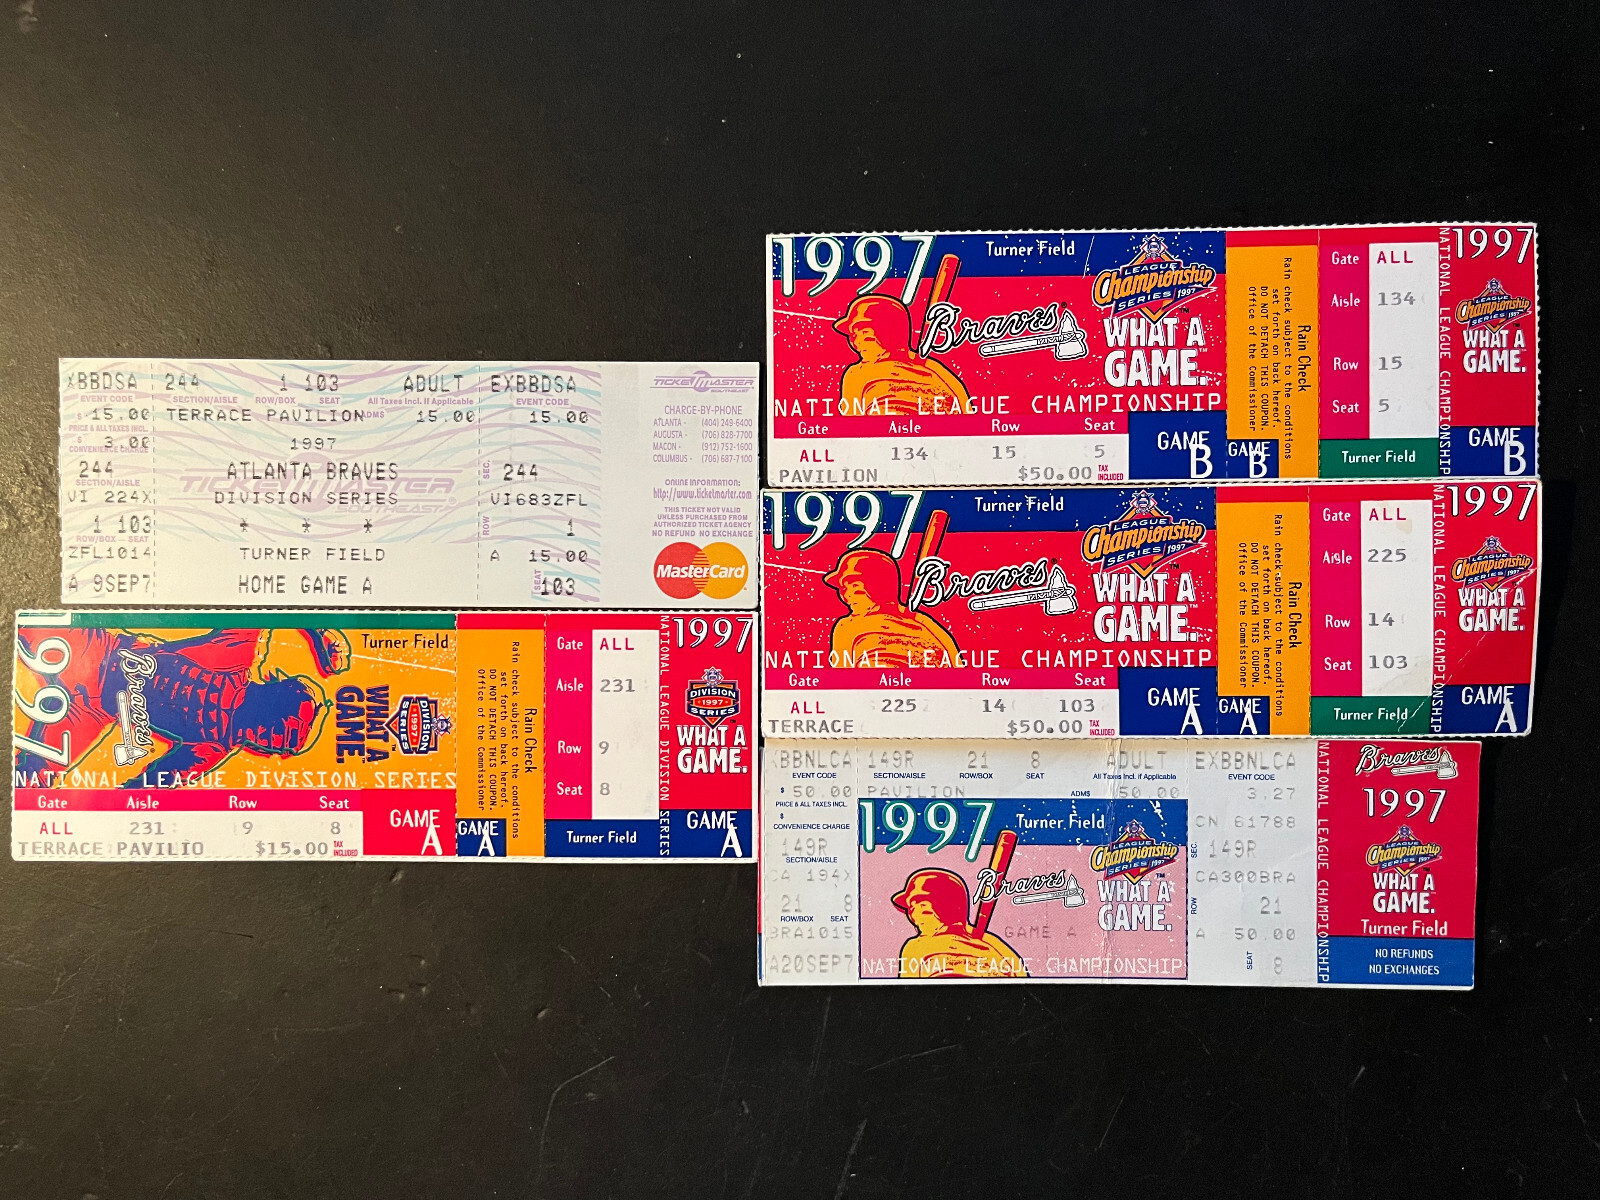 XBBDSA 244 1 103 ADULT EXBBDSA
EVENT CODE SECTION/AISLE ROW/BOX SEAT All Taxes Incl. If Applicable EVENT CODE
$ 15.00 TERRACE PAVILION ADMS 15.00 15.00
PRICE & ALL TAXES INCL.
$ 3.00 1997
CONVENIENCE CHARGE
244 ATLANTA BRAVES SEC. 244
SECTION/AISLE
VI 224X DIVISION SERIES VI683ZFL
1 103 * * * ROW 1
ROW/BOX - SEAT
ZFL1014 TURNER FIELD A 15.00
A 9SEP7 HOME GAME A SEAT 103
TICKETMASTER
SOUTHEAST
TICKETMASTER
SOUTHEAST
CHARGE-BY-PHONE
ATLANTA - (404) 249-6400
AUGUSTA - (706) 828-7700
MACON - (912) 752-1600
COLUMBUS - (706) 687-7100
ONLINE INFORMATION:
http://www.ticketmaster.com
THIS TICKET NOT VALID
UNLESS PURCHASED FROM
AUTHORIZED TICKET AGENCY
NO REFUND NO EXCHANGE
MasterCard
1997
Turner Field
Braves
DIVISION
1997
SERIES
WHAT A
GAME.
NATIONAL LEAGUE DIVISION SERIES
Gate Aisle Row Seat
ALL 231 9 8
TERRACE PAVILIO $15.00 TAX INCLUDED
GAME A
GAME A
Rain Check
Rain check subject to the conditions
set forth on back hereof.
DO NOT DETACH THIS COUPON.
Office of the Commissioner
Gate ALL
Aisle 231
Row 9
Seat 8
Turner Field
NATIONAL LEAGUE DIVISION SERIES
1997
DIVISION
1997
SERIES
WHAT A
GAME.
GAME A
1997
Turner Field
Braves
LEAGUE
Championship
SERIES 1997
WHAT A
GAME.
NATIONAL LEAGUE CHAMPIONSHIP
Gate Aisle Row Seat
ALL 134 15 5
PAVILION $50.00 TAX INCLUDED
GAME B
GAME B
Rain Check
Rain check subject to the conditions
set forth on back hereof.
DO NOT DETACH THIS COUPON.
Office of the Commissioner
Gate ALL
Aisle 134
Row 15
Seat 5
Turner Field
NATIONAL LEAGUE CHAMPIONSHIP
1997
LEAGUE
Championship
SERIES 1997
WHAT A
GAME.
GAME B
1997
Turner Field
Braves
LEAGUE
Championship
SERIES 1997
WHAT A
GAME.
NATIONAL LEAGUE CHAMPIONSHIP
Gate Aisle Row Seat
ALL 225 14 103
TERRACE $50.00 TAX INCLUDED
GAME A
GAME A
Rain Check
Rain check subject to the conditions
set forth on back hereof.
DO NOT DETACH THIS COUPON.
Office of the Commissioner
Gate ALL
Aisle 225
Row 14
Seat 103
Turner Field
NATIONAL LEAGUE CHAMPIONSHIP
1997
LEAGUE
Championship
SERIES 1997
WHAT A
GAME.
GAME A
XBBNLCA 149R 21 8 ADULT EXBBNLCA
EVENT CODE SECTION/AISLE ROW/BOX SEAT All Taxes Incl. if Applicable EVENT CODE
$ 50.00 PAVILION ADMS 50.00 3.27
PRICE & ALL TAXES INCL.
$
CONVENIENCE CHARGE
CN 61788
149R
SECTION/AISLE
SEC. 149R
CA 194X
CA300BRA
21 8
ROW/BOX SEAT
ROW 21
BRA1015
A 50.00
A20SEP7
SEAT 8
1997
Turner Field
Braves
LEAGUE
Championship
SERIES 1997
WHAT A
GAME.
GAME A
NATIONAL LEAGUE CHAMPIONSHIP
NATIONAL LEAGUE CHAMPIONSHIP
Braves
1997
LEAGUE
Championship
SERIES 1997
WHAT A
GAME.
Turner Field
NO REFUNDS
NO EXCHANGES